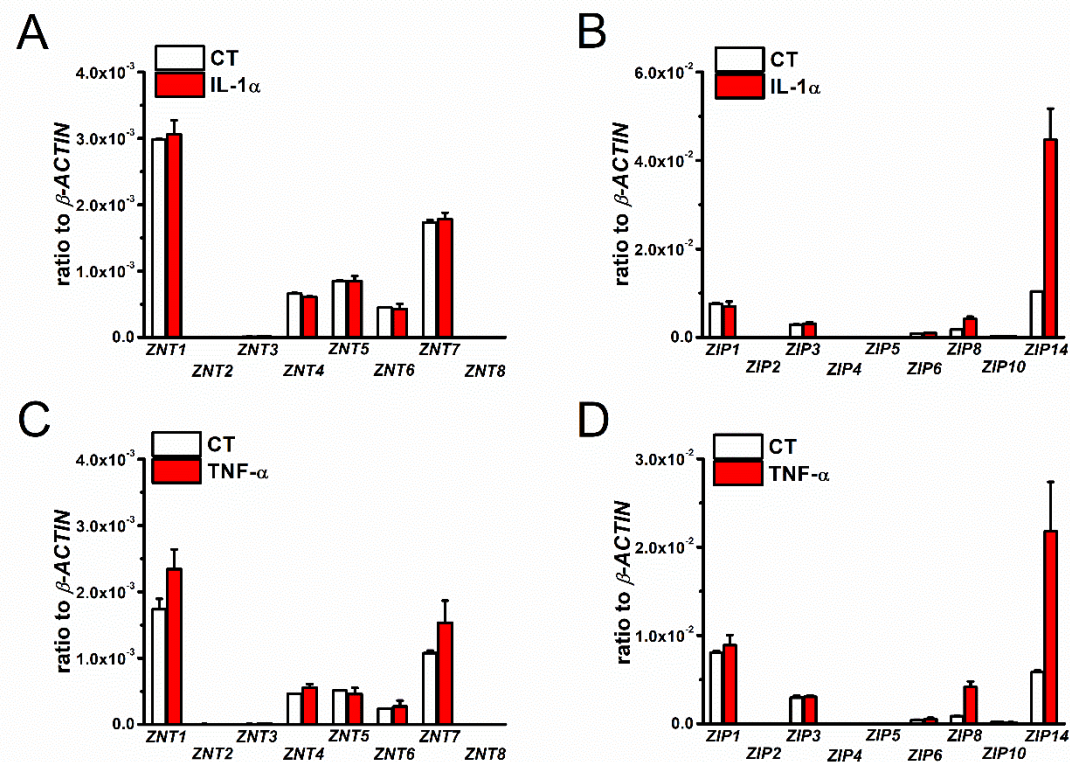 A
CT
IL-1α
ratio to β-ACTIN
4.0x10⁻³
3.0x10⁻³
2.0x10⁻³
1.0x10⁻³
0.0
ZNT1 ZNT3 ZNT5 ZNT7
ZNT2 ZNT4 ZNT6 ZNT8
B
CT
IL-1α
ratio to β-ACTIN
6.0x10⁻²
4.0x10⁻²
2.0x10⁻²
0.0
ZIP1 ZIP3 ZIP5 ZIP8 ZIP14
ZIP2 ZIP4 ZIP6 ZIP10
C
CT
TNF-α
ratio to β-ACTIN
4.0x10⁻³
3.0x10⁻³
2.0x10⁻³
1.0x10⁻³
0.0
ZNT1 ZNT3 ZNT5 ZNT7
ZNT2 ZNT4 ZNT6 ZNT8
D
CT
TNF-α
ratio to β-ACTIN
3.0x10⁻²
2.0x10⁻²
1.0x10⁻²
0.0
ZIP1 ZIP3 ZIP5 ZIP8 ZIP14
ZIP2 ZIP4 ZIP6 ZIP10